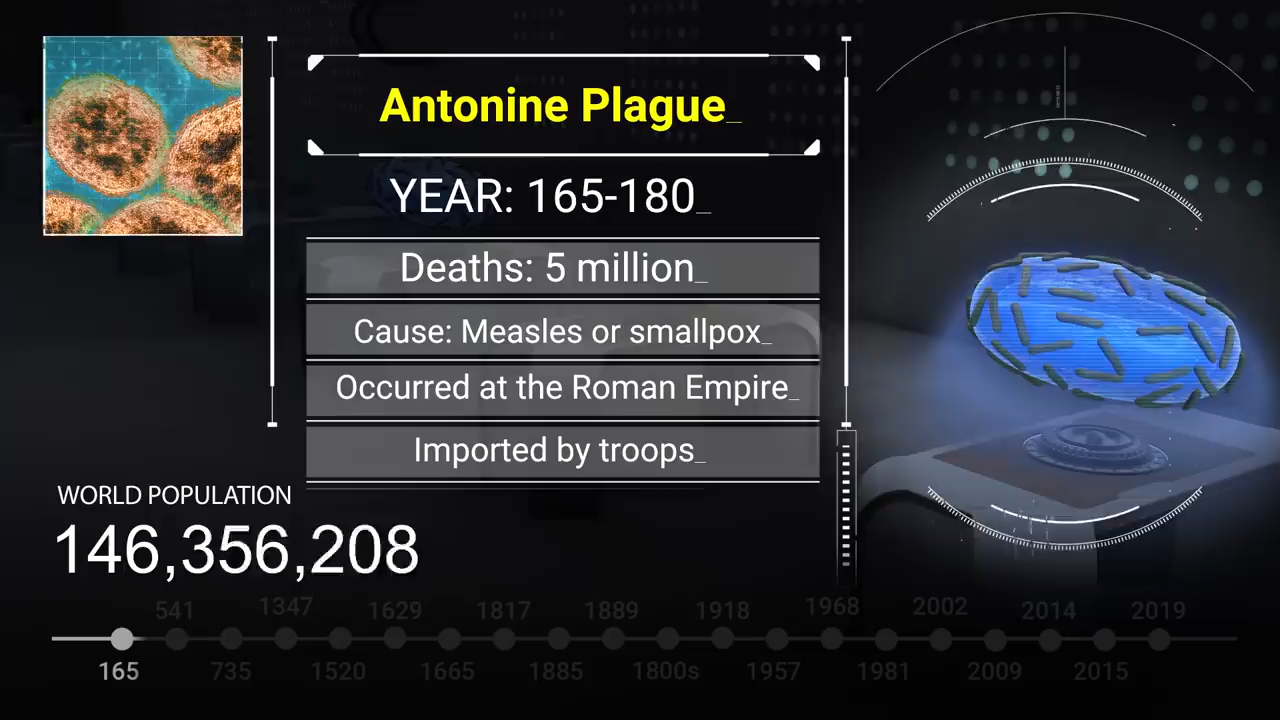 Antonine Plague_
YEAR: 165-180_
Deaths: 5 million_
Cause: Measles or smallpox_
Occurred at the Roman Empire_
Imported by troops_
WORLD POPULATION
146,356,208
541 1347 1629 1817 1889 1918 1968 2002 2014 2019
165 735 1520 1665 1885 1800s 1957 1981 2009 2015